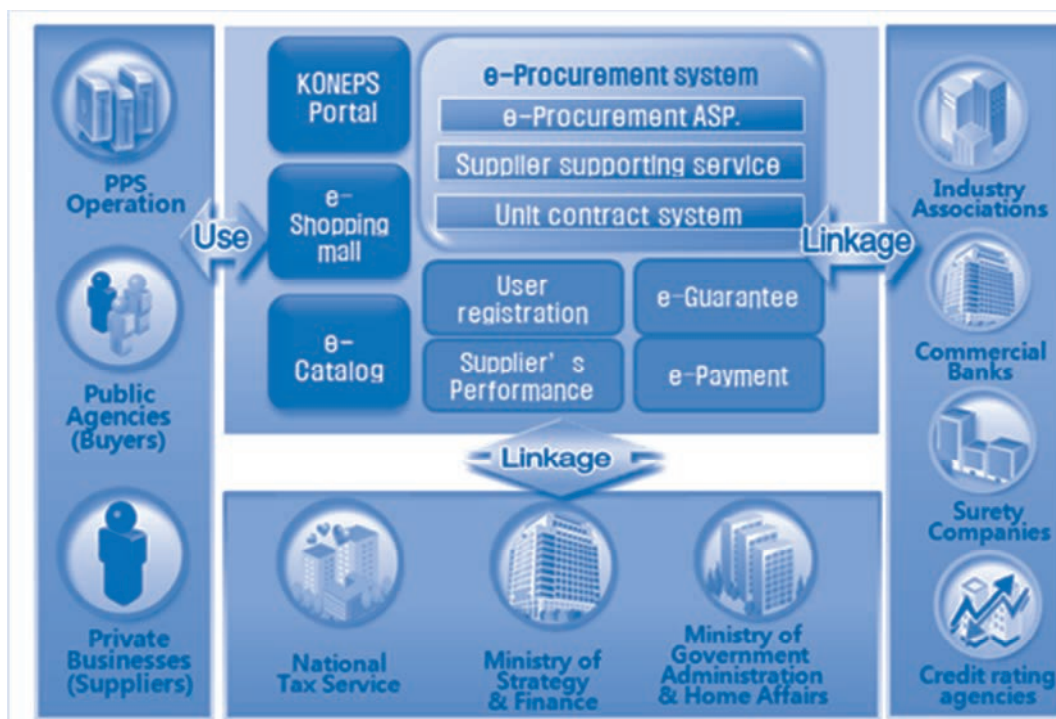 PPS
Operation
Use
Public
Agencies
(Buyers)
Private
Businesses
(Suppliers)
KONEPS
Portal
e-
Shopping
mall
e-
Catalog
e-Procurement system
e-Procurement ASP.
Supplier supporting service
Unit contract system
User
registration
e-Guarantee
Supplier’s
Performance
e-Payment
Linkage
Industry
Associations
Commercial
Banks
Surety
Companies
Credit rating
agencies
Linkage
National
Tax Service
Ministry of
Strategy
& Finance
Ministry of
Government
Administration
& Home Affairs